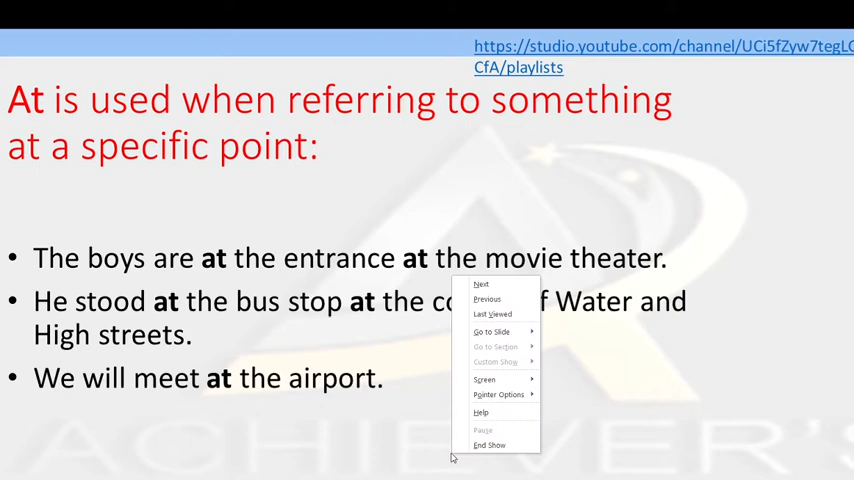 https://studio.youtube.com/channel/UCi5fZyw7tegL
CfA/playlists
At is used when referring to something
at a specific point:
• The boys are at the entrance at the movie theater.
• He stood at the bus stop at the co f Water and
High streets.
• We will meet at the airport.
Next
Previous
Last Viewed
Go to Slide
Go to Section
Custom Show
Screen
Pointer Options
Help
Pause
End Show
ACHIEVER'S